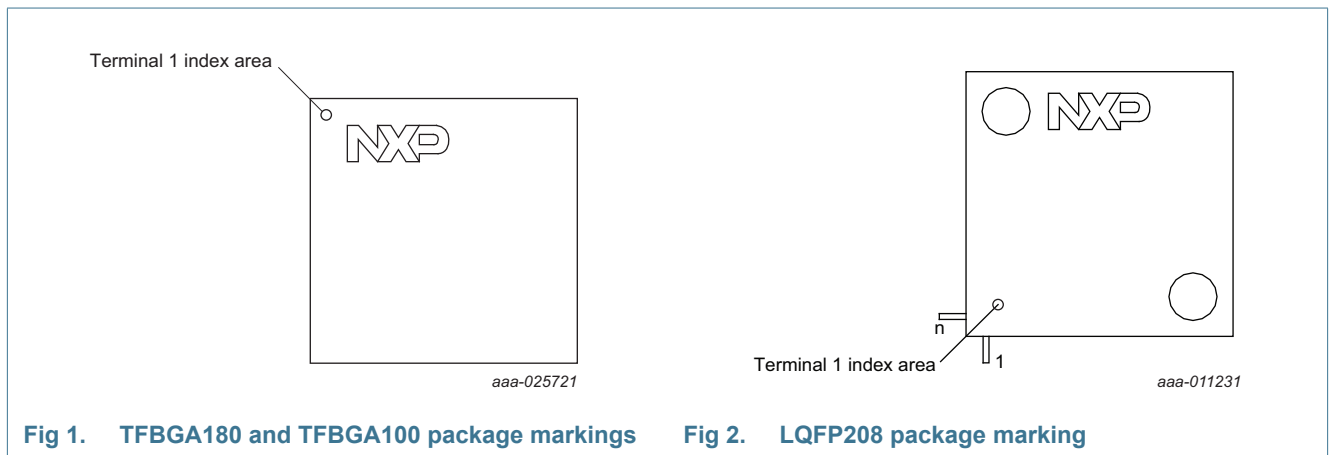 Terminal 1 index area
NXP
aaa-025721
NXP
n
1
Terminal 1 index area
aaa-011231
Fig 1. TFBGA180 and TFBGA100 package markings
Fig 2. LQFP208 package marking